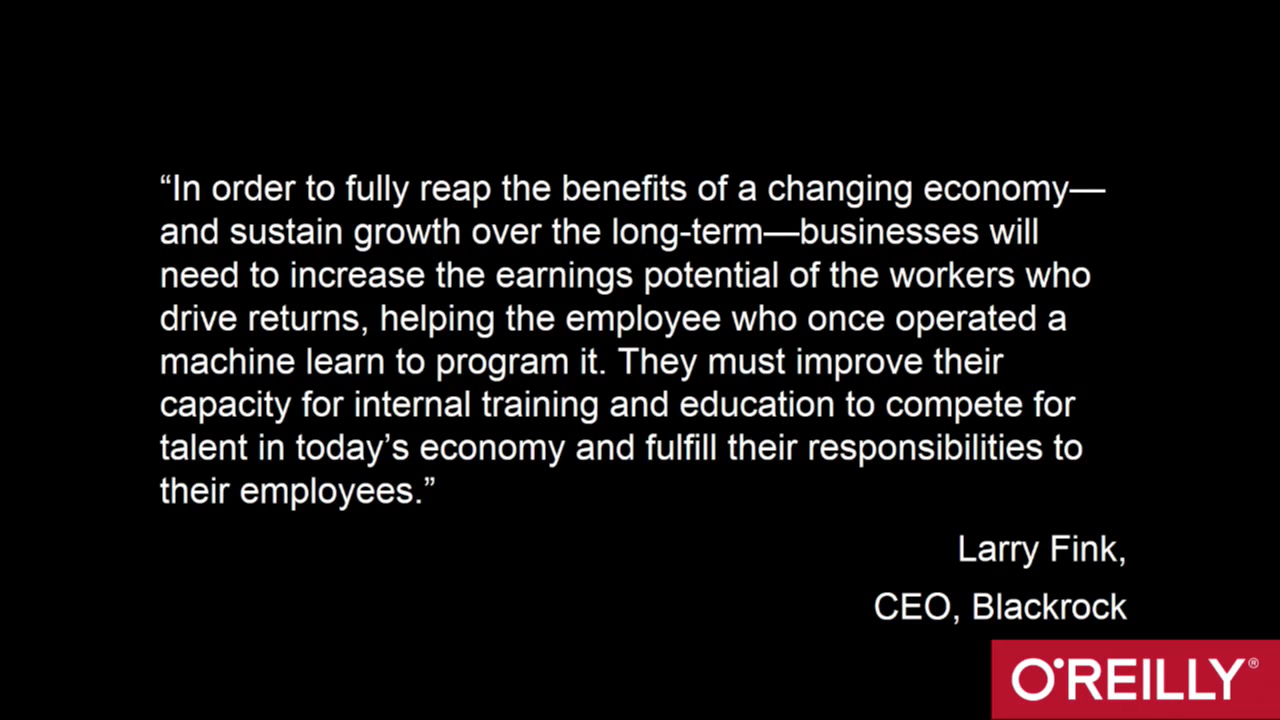 “In order to fully reap the benefits of a changing economy—
and sustain growth over the long-term—businesses will
need to increase the earnings potential of the workers who
drive returns, helping the employee who once operated a
machine learn to program it. They must improve their
capacity for internal training and education to compete for
talent in today’s economy and fulfill their responsibilities to
their employees.”
Larry Fink,
CEO, Blackrock
O'REILLY®